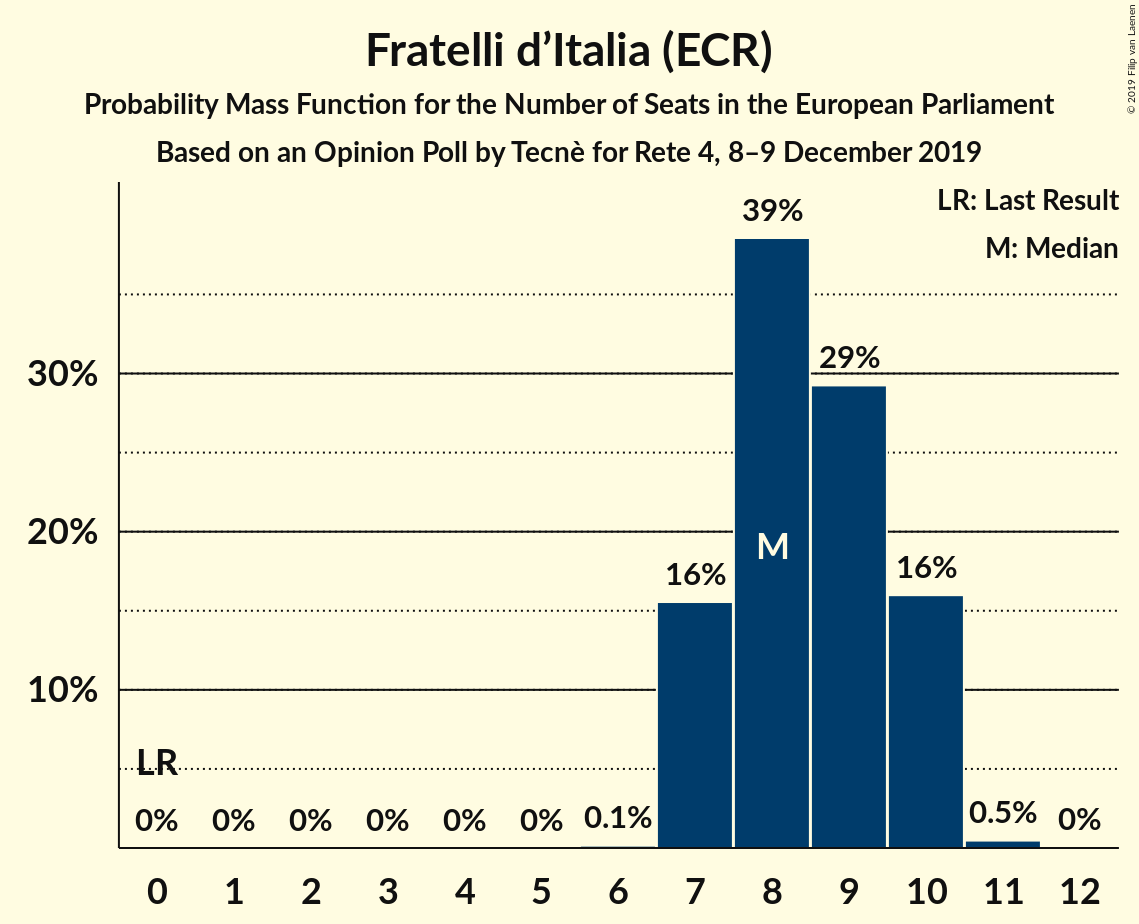 Fratelli d’Italia (ECR)
Probability Mass Function for the Number of Seats in the European Parliament
Based on an Opinion Poll by Tecnè for Rete 4, 8–9 December 2019
© 2019 Filip van Laenen
LR: Last Result
M: Median
39%
29%
30%
20%
M
16%
16%
10%
LR
0%
0%
0%
0%
0%
0%
0.1%
0.5%
0%
0 1 2 3 4 5 6 7 8 9 10 11 12